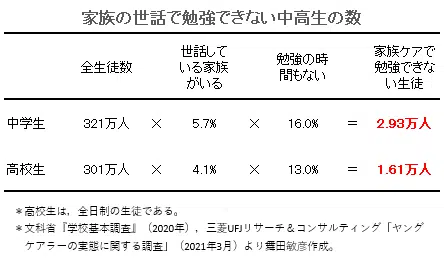 家族の世話で勉強できない中高生の数
全生徒数 世話している家族がいる 勉強の時間もない 家族ケアで勉強できない生徒
中学生 321万人 × 5.7% × 16.0% = 2.93万人
高校生 301万人 × 4.1% × 13.0% = 1.61万人
＊高校生は，全日制の生徒である。
＊文科省『学校基本調査』（2020年），三菱UFJリサーチ＆コンサルティング「ヤング
ケアラーの実態に関する調査」（2021年3月）より舞田敏彦作成。